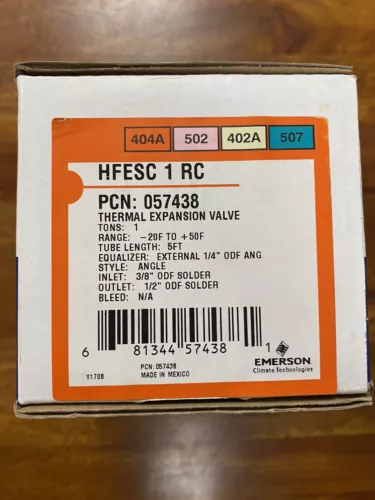 404A 502 402A 507
HFESC 1 RC
PCN: 057438
THERMAL EXPANSION VALVE
TONS: 1
RANGE: -20F TO +50F
TUBE LENGTH: 5FT
EQUALIZER: EXTERNAL 1/4" ODF ANG
STYLE: ANGLE
INLET: 3/8" ODF SOLDER
OUTLET: 1/2" ODF SOLDER
BLEED: N/A
6 81344 57438 1
EMERSON
Climate Technologies
PCN: 057438
Y1708 MADE IN MEXICO